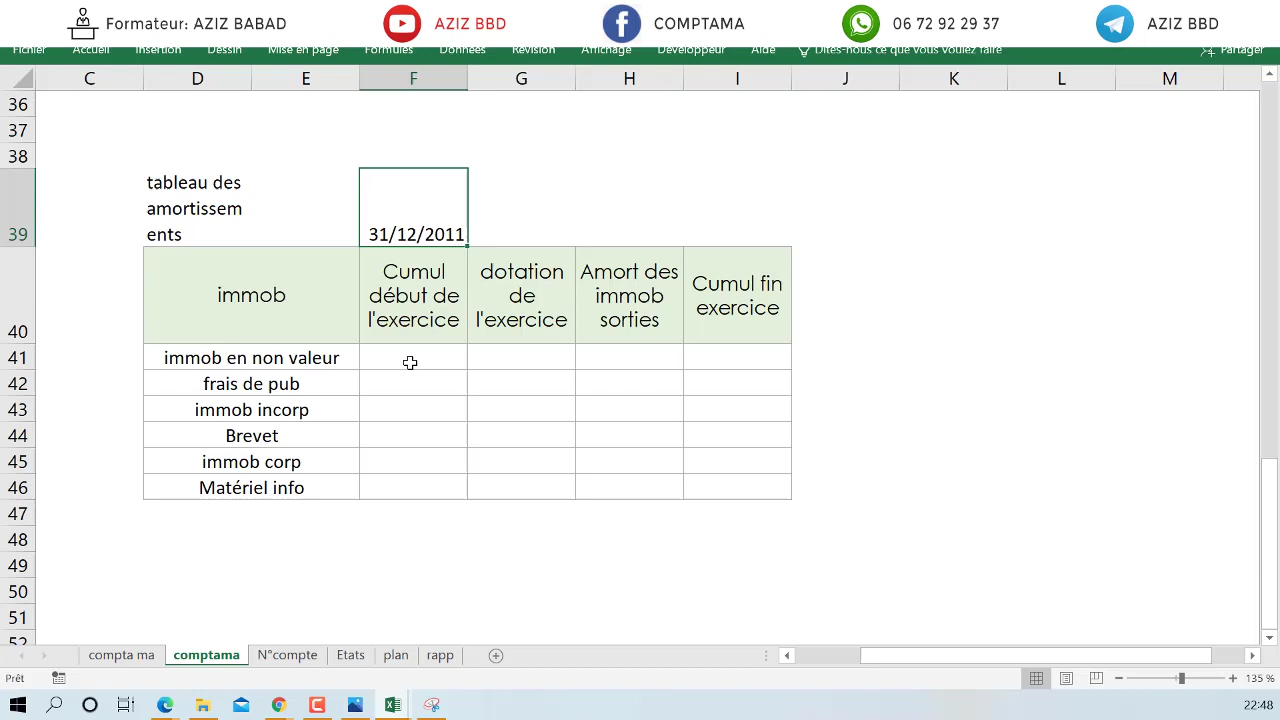 Formateur: AZIZ BABAD AZIZ BBD COMPTAMA 06 72 92 29 37 AZIZ BBD
Fichier Accueil Insertion Dessin Mise en page Formules Données Révision Affichage Développeur Aide Dites-nous ce que vous voulez faire Partager
C D E F G H I J K L M
36
37
38
tableau des
amortissem
39 ents 31/12/2011
40 immob Cumul début de l'exercice dotation de l'exercice Amort des immob sorties Cumul fin exercice
41 immob en non valeur
42 frais de pub
43 immob incorp
44 Brevet
45 immob corp
46 Matériel info
47
48
49
50
51
52
compta ma comptama N°compte Etats plan rapp
Prêt 135 %
22:48